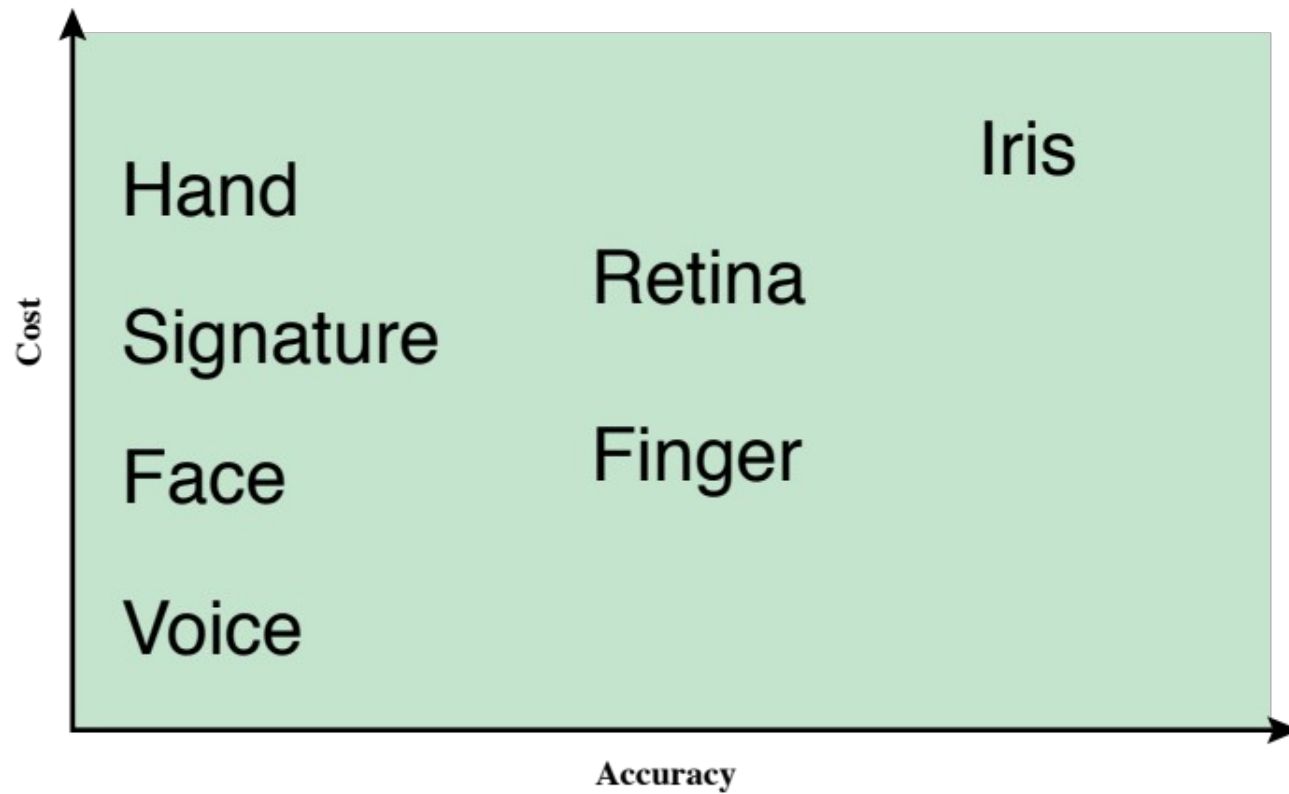 Iris
Hand
Retina
Signature
Cost
Finger
Face
Voice
Accuracy